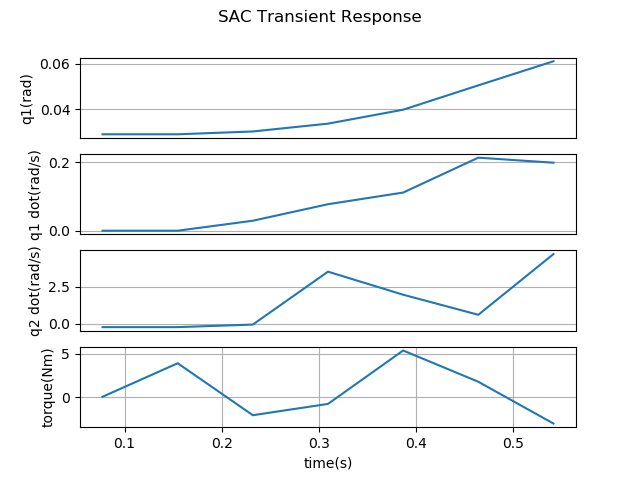 SAC Transient Response
0.06
0.04
q1(rad)
0.2
0.0
q1 dot(rad/s)
2.5
0.0
q2 dot(rad/s)
5
0
torque(Nm)
0.1 0.2 0.3 0.4 0.5
time(s)